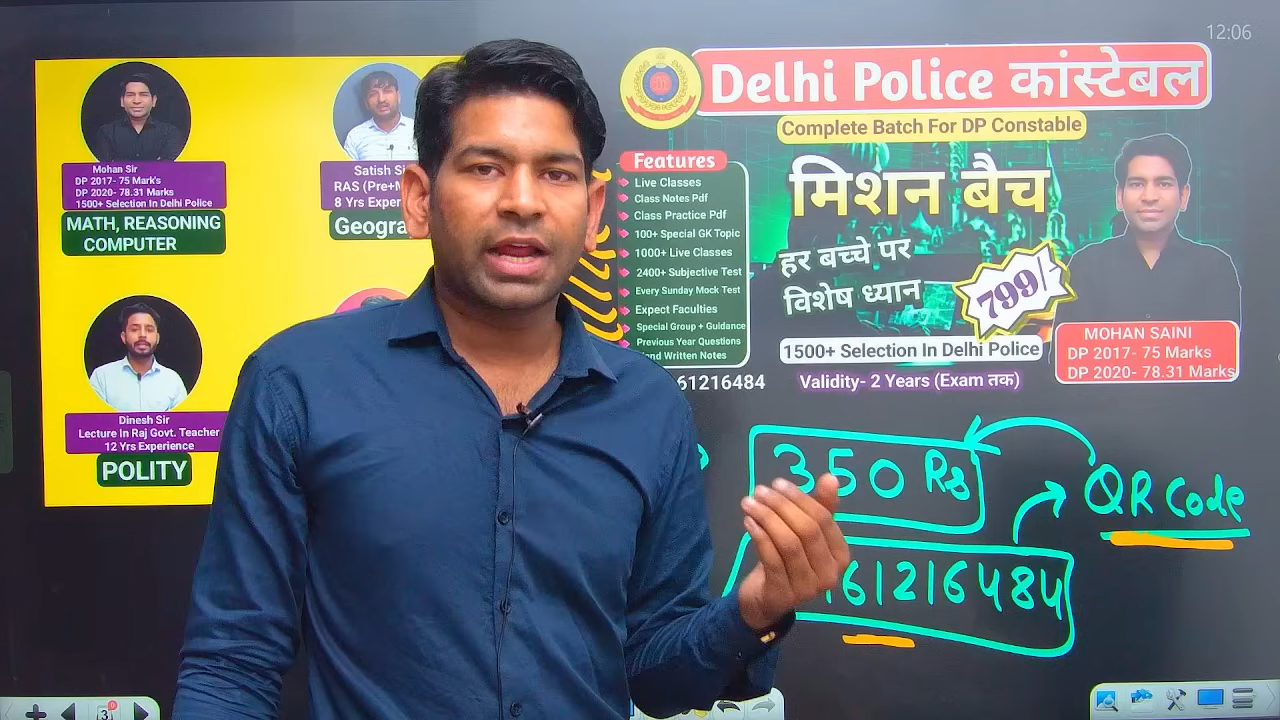 12:06
Mohan Sir
DP 2017- 75 Mark's
DP 2020- 78.31 Marks
1500+ Selection In Delhi Police
MATH, REASONING
COMPUTER
Satish
RAS
8 Yrs
Dinesh Sir
Lecture In Raj Govt. Teacher
12 Yrs Experience
POLITY
Delhi Police कांस्टेबल
Complete Batch For DP Constable
Features
Live Classes
Class Notes Pdf
Class Practice Pdf
100+ Special GK Topic
1000+ Live Classes
2400+ Subjective Test
Every Sunday Mock Test
Expect Faculties
Special Group + Guidance
Previous Year Questions
and Written Notes
61216484
मिशन बैच
हर बच्चे पर
विशेष ध्यान
799/-
1500+ Selection In Delhi Police
Validity- 2 Years (Exam तक)
MOHAN SAINI
DP 2017- 75 Marks
DP 2020- 78.31 Marks
350 Rs
QR Code
61216484
3